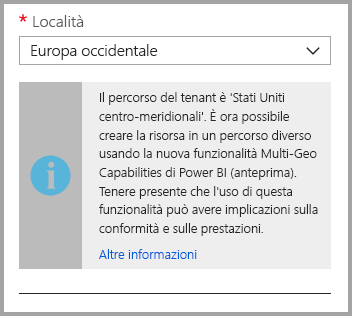 * Località
Europa occidentale
Il percorso del tenant è 'Stati Uniti
centro-meridionali'. È ora possibile
creare la risorsa in un percorso diverso
usando la nuova funzionalità Multi-Geo
Capabilities di Power BI (anteprima).
Tenere presente che l'uso di questa
funzionalità può avere implicazioni sulla
conformità e sulle prestazioni.
Altre informazioni